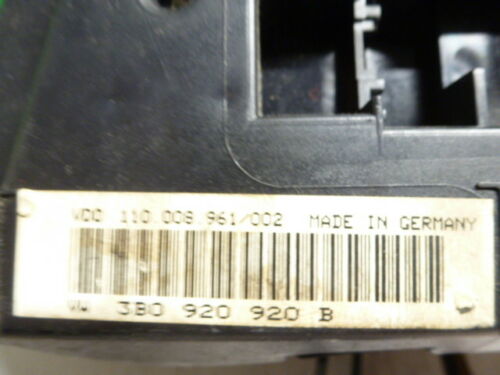 VDO 110.008.961/002 MADE IN GERMANY
VW 3B0 920 920 B